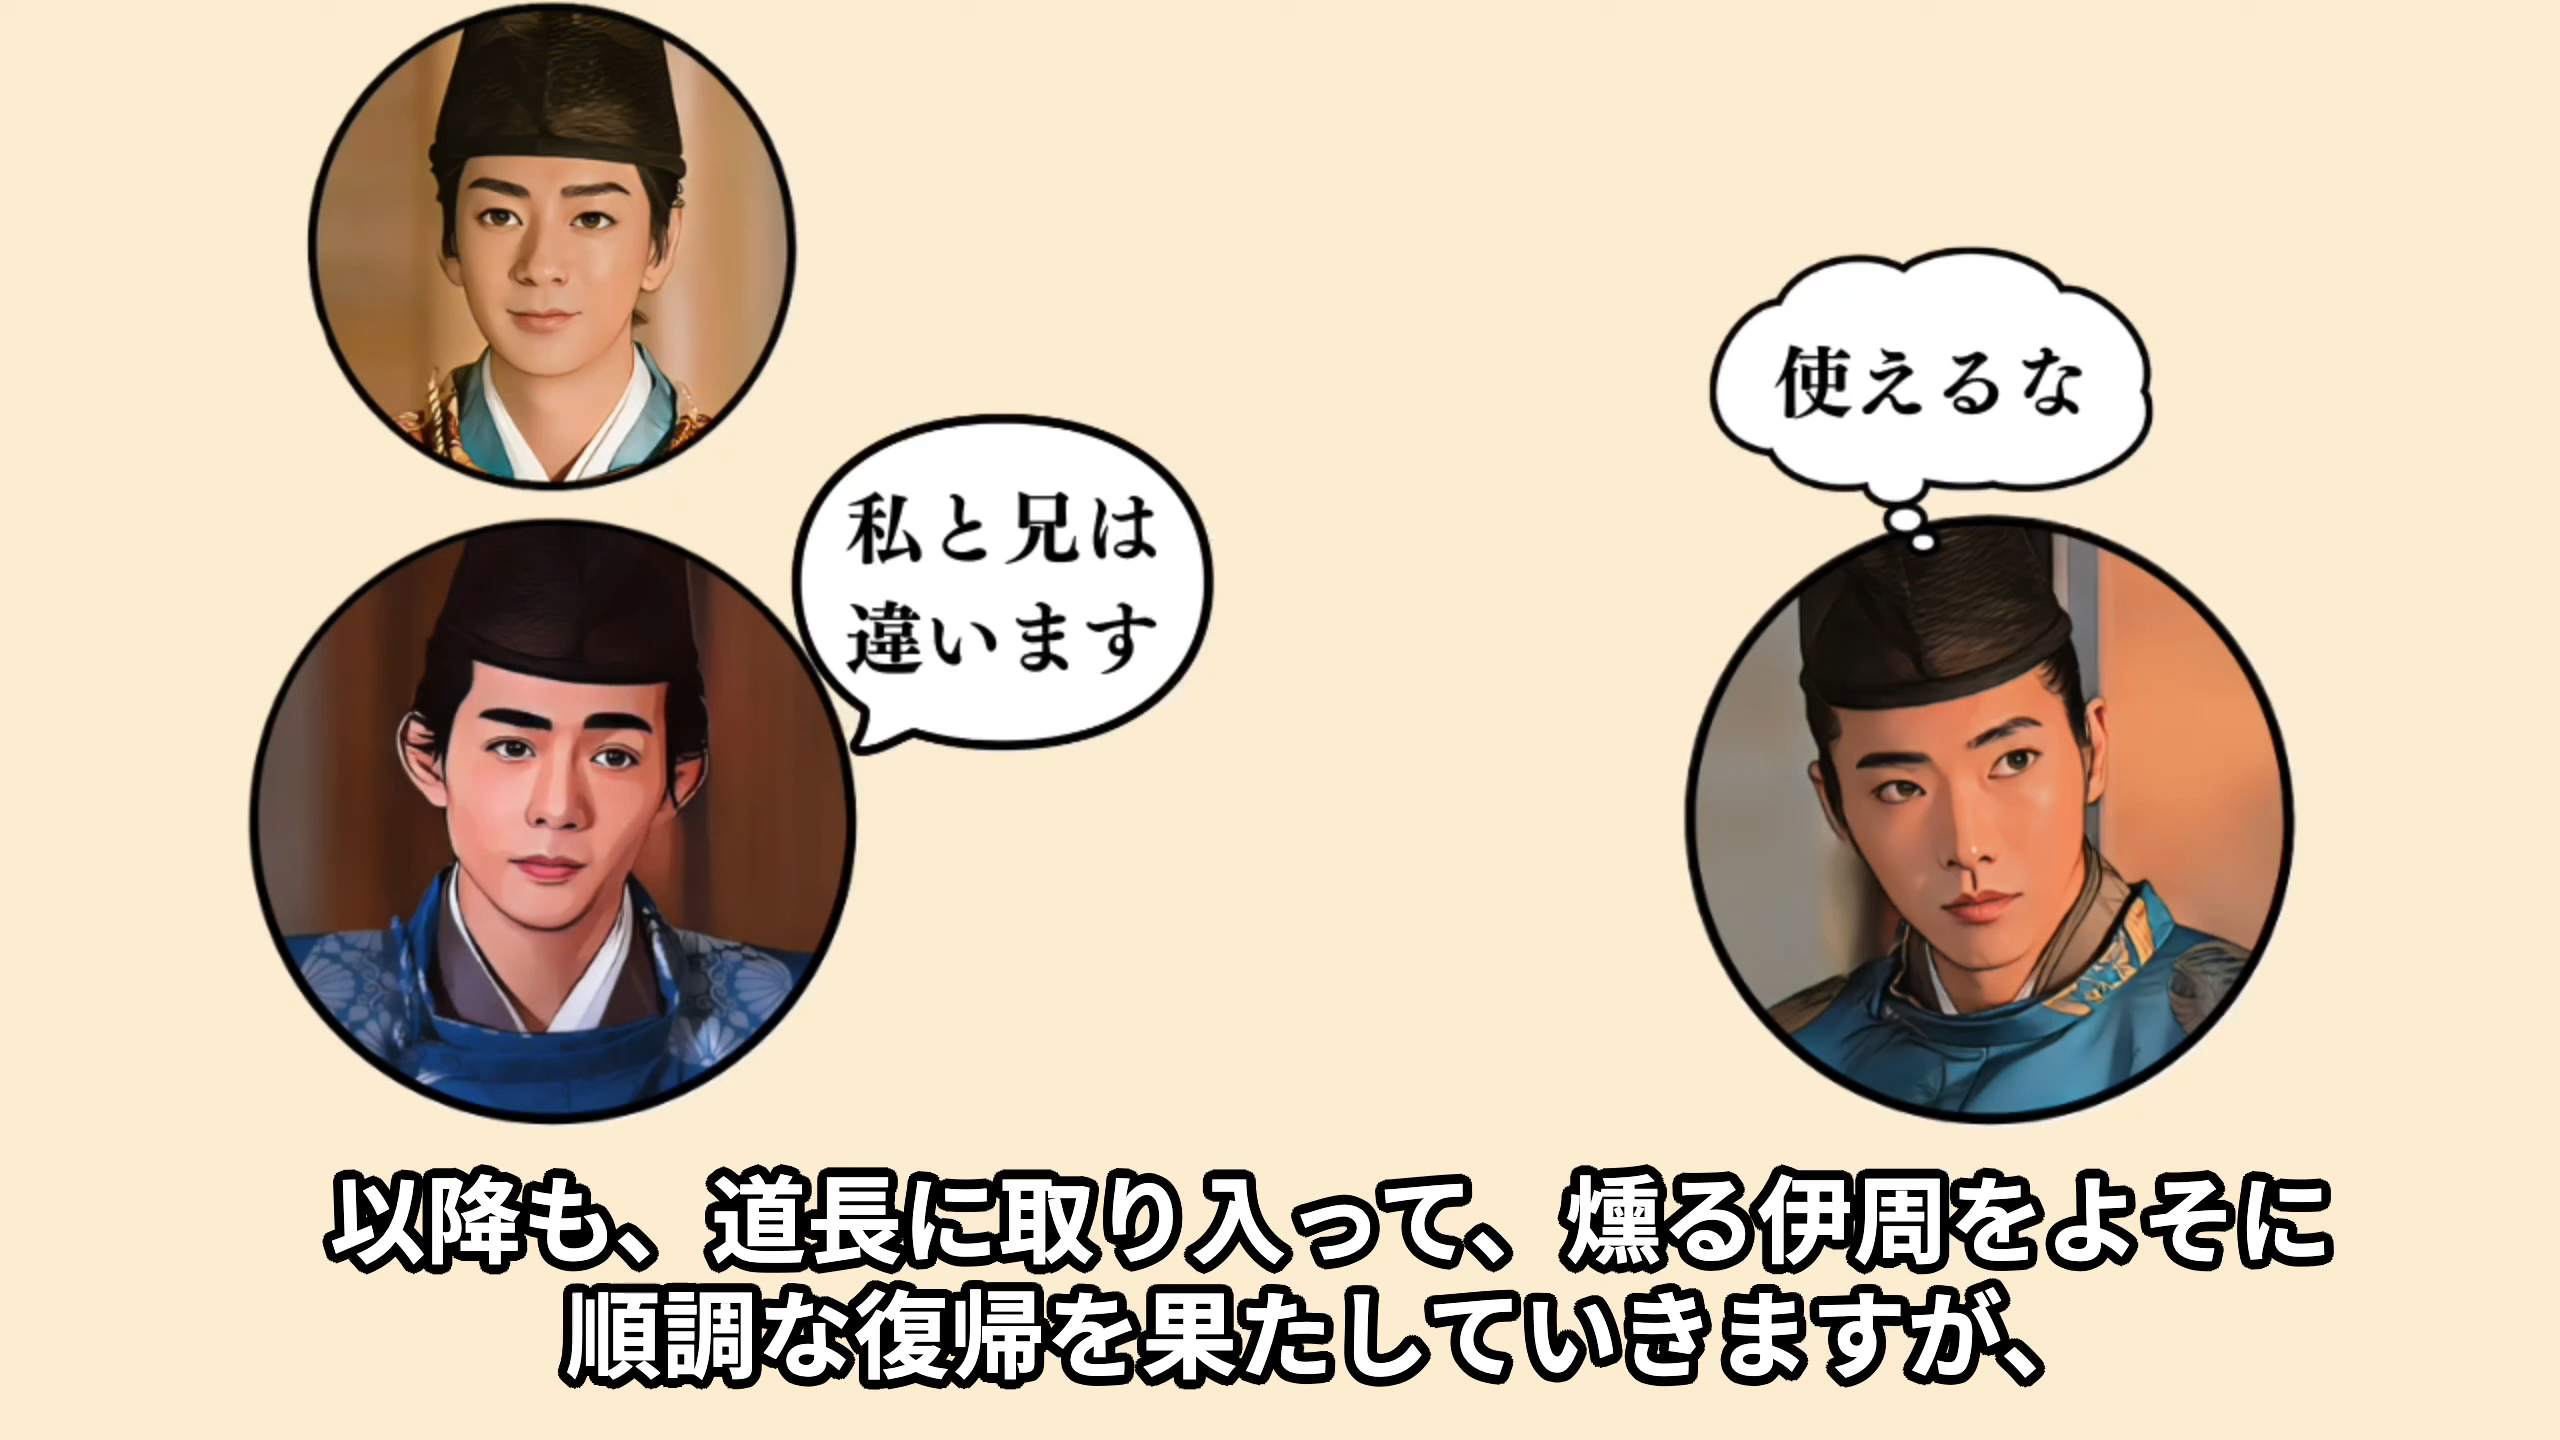 使えるな
私と兄は
違います
以降も、道長に取り入って、燻る伊周をよそに
順調な復帰を果たしていきますが、